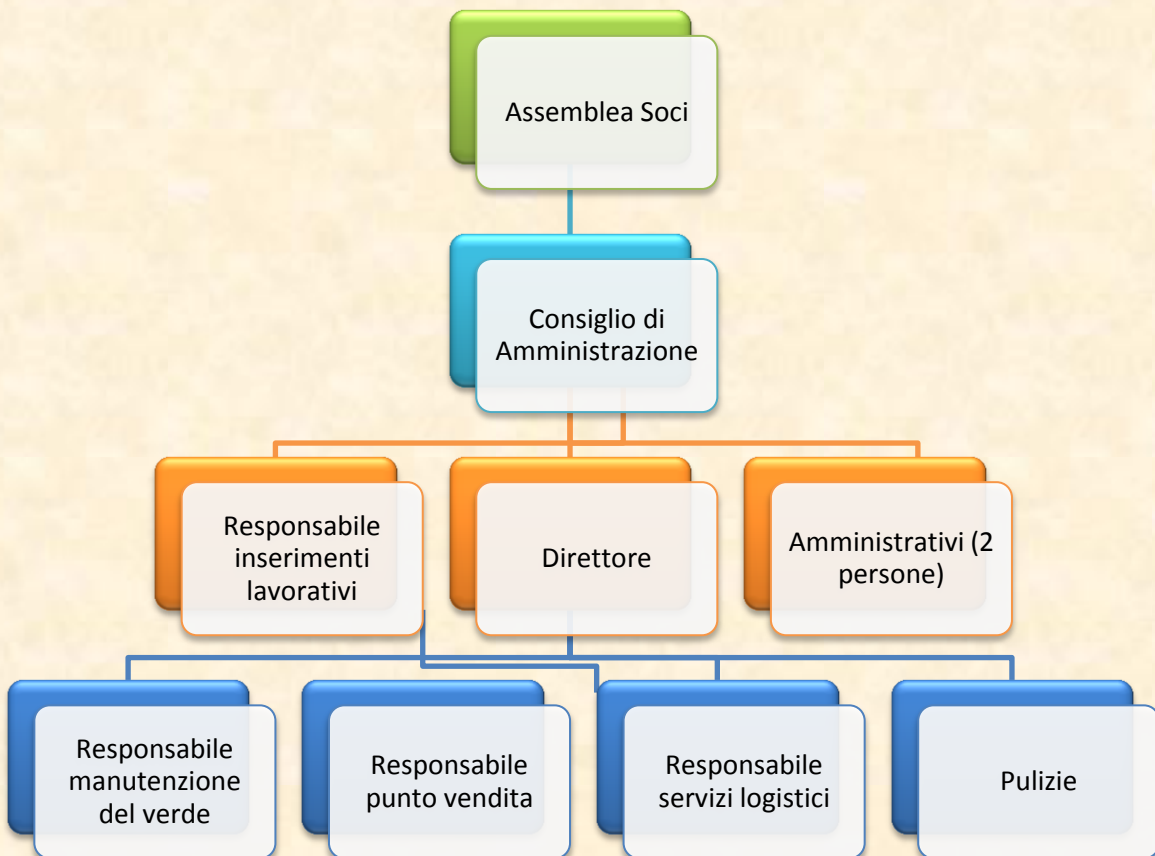 Assemblea Soci
Consiglio di
Amministrazione
Responsabile
inserimenti
lavorativi
Direttore
Amministrativi (2
persone)
Responsabile
manutenzione
del verde
Responsabile
punto vendita
Responsabile
servizi logistici
Pulizie